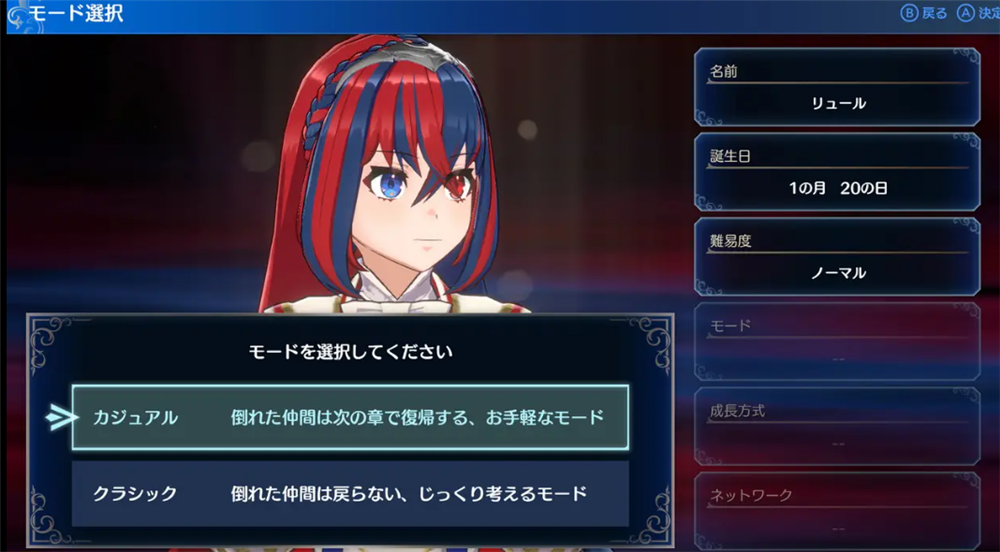 モード選択
Ⓑ戻る Ⓐ決定
名前
リュール
誕生日
1の月 20の日
難易度
ノーマル
モード
--
成長方式
--
ネットワーク
--
モードを選択してください
カジュアル 倒れた仲間は次の章で復帰する、お手軽なモード
クラシック 倒れた仲間は戻らない、じっくり考えるモード